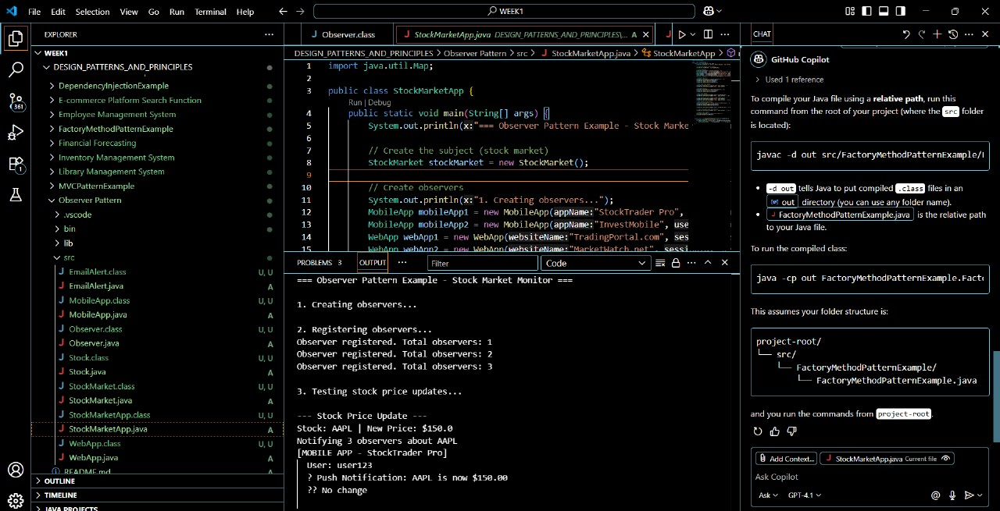 File Edit Selection View Go Run Terminal Help
WEEK1
EXPLORER
WEEK1
DESIGN_PATTERNS_AND_PRINCIPLES
DependencyInjectionExample
E-commerce Platform Search Function
Employee Management System
FactoryMethodPatternExample
Financial Forecasting
Inventory Management System
Library Management System
MVCPatternExample
Observer Pattern
.vscode
bin
lib
src
EmailAlert.class U, U
EmailAlert.java A
MobileApp.class U, U
MobileApp.java A
Observer.class U, U
Observer.java A
Stock.class U, U
Stock.java A
StockMarket.class U, U
StockMarket.java A
StockMarketApp.class U, U
StockMarketApp.java A
WebApp.class U, U
WebApp.java A
README.md A
OUTLINE
TIMELINE
JAVA PROJECTS
361
1
Observer.class
StockMarketApp.java DESIGN_PATTERNS_AND_PRINCIPLES\... A
DESIGN_PATTERNS_AND_PRINCIPLES > Observer Pattern > src > StockMarketApp.java > StockMarketApp >
1 import java.util.Map;
2
3 public class StockMarketApp {
Run | Debug
4 public static void main(String[] args) {
5 System.out.println(x:"=== Observer Pattern Example - Stock Marke
6
7 // Create the subject (stock market)
8 StockMarket stockMarket = new StockMarket();
9
10 // Create observers
11 System.out.println(x:"1. Creating observers...");
12 MobileApp mobileApp1 = new MobileApp(appName:"StockTrader Pro",
13 MobileApp mobileApp2 = new MobileApp(appName:"InvestMobile", use
14 WebApp webApp1 = new WebApp(websiteName:"TradingPortal.com", ses
15 WebApp webApp2 = new WebApp(websiteName:"MarketWatch.net", sessi
PROBLEMS 3 OUTPUT ... Filter Code
=== Observer Pattern Example - Stock Market Monitor ===
1. Creating observers...
2. Registering observers...
Observer registered. Total observers: 1
Observer registered. Total observers: 2
Observer registered. Total observers: 3
3. Testing stock price updates...
--- Stock Price Update ---
Stock: AAPL | New Price: $150.0
Notifying 3 observers about AAPL
[MOBILE APP - StockTrader Pro]
User: user123
? Push Notification: AAPL is now $150.00
?? No change
CHAT
GitHub Copilot
Used 1 reference
To compile your Java file using a relative path, run this
command from the root of your project (where the src folder
is located):
javac -d out src/FactoryMethodPatternExample/
• -d out tells Java to put compiled .class files in an
out directory (you can use any folder name).
• FactoryMethodPatternExample.java is the relative path
to your Java file.
To run the compiled class:
java -cp out FactoryMethodPatternExample.Facto
This assumes your folder structure is:
project-root/
└── src/
└── FactoryMethodPatternExample/
└── FactoryMethodPatternExample.java
and you run the commands from project-root.
Add Context... StockMarketApp.java Current file
Ask Copilot
Ask GPT-4.1